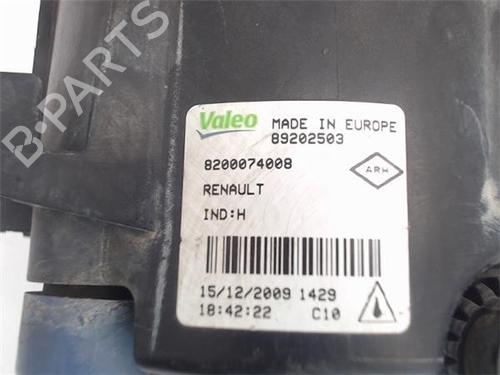 B-PARTS
Valeo MADE IN EUROPE
89202503
8200074008
ARH
RENAULT
IND:H
15/12/2009 1429
18:42:22 C10